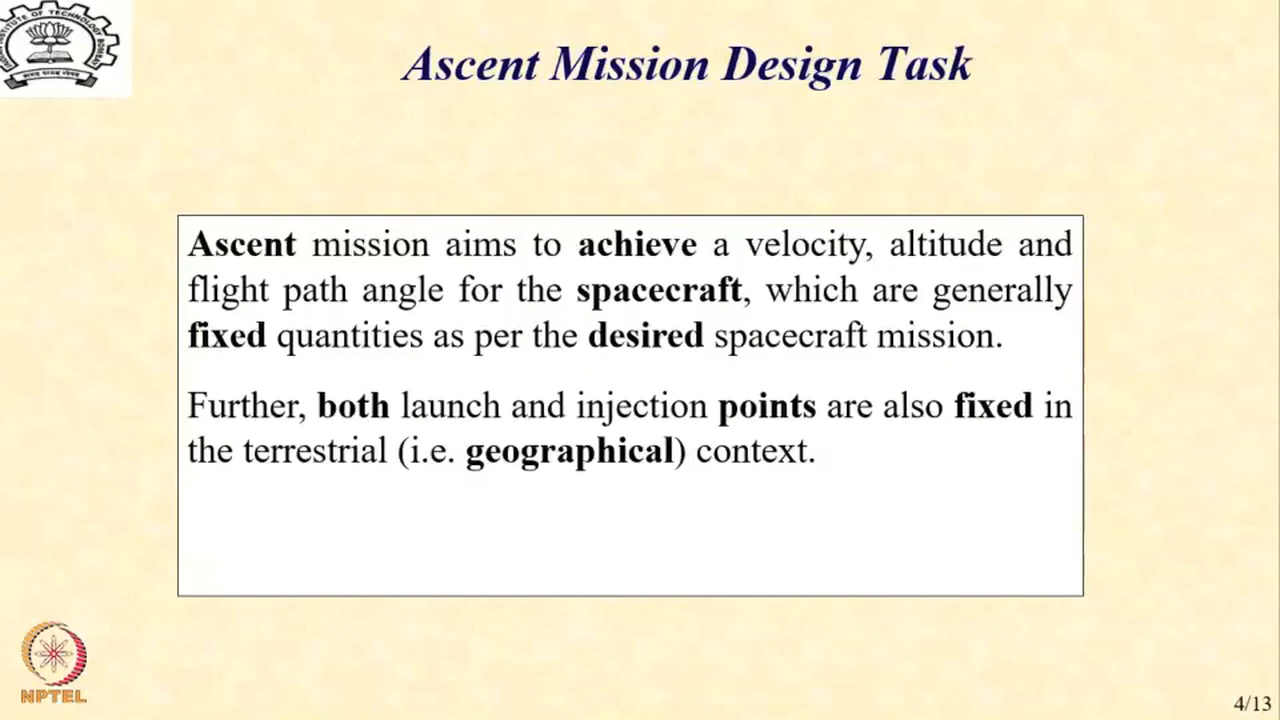 Ascent Mission Design Task
Ascent mission aims to achieve a velocity, altitude and
flight path angle for the spacecraft, which are generally
fixed quantities as per the desired spacecraft mission.
Further, both launch and injection points are also fixed in
the terrestrial (i.e. geographical) context.
NPTEL
4/13